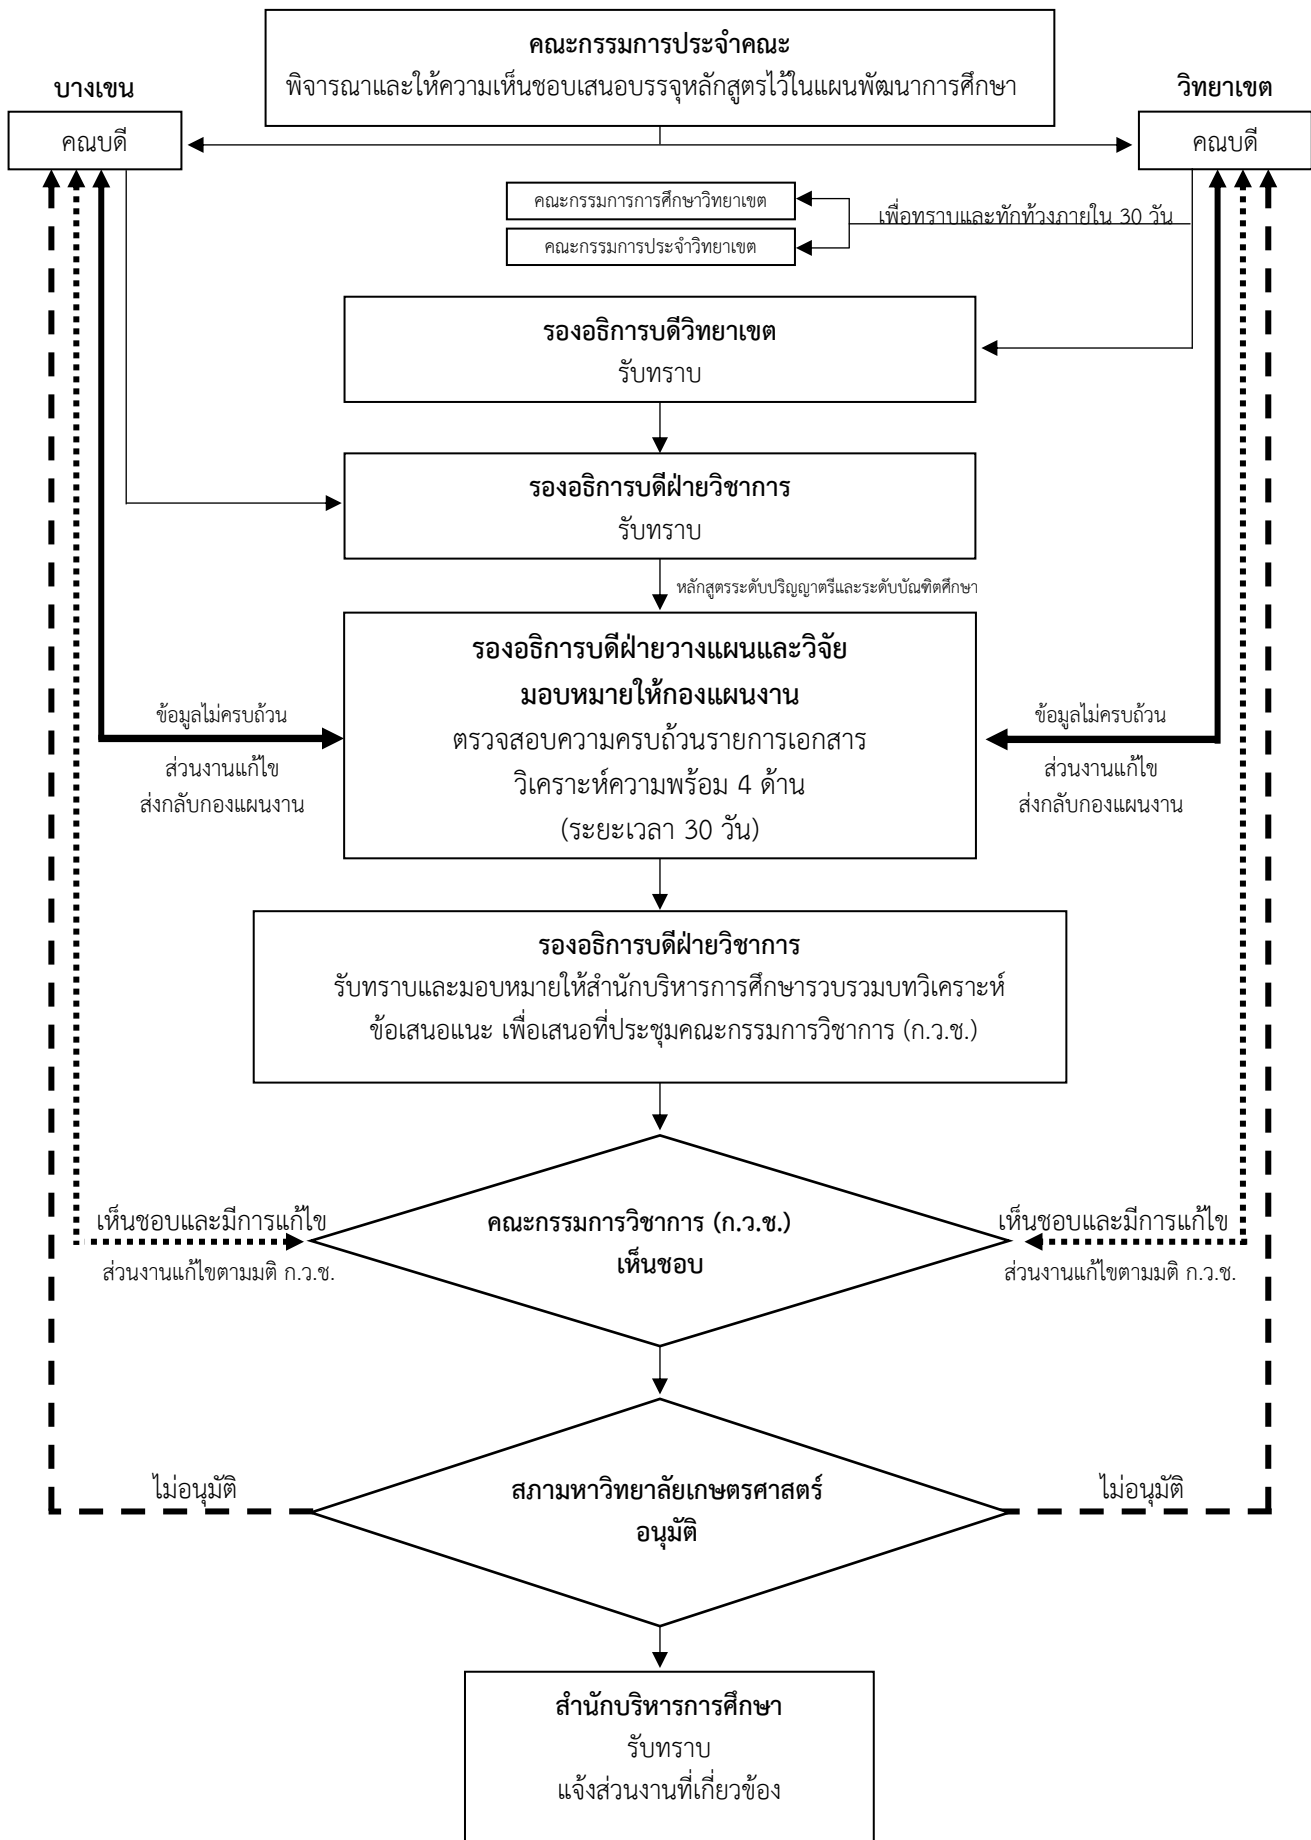 คณะกรรมการประจำคณะ
พิจารณาและให้ความเห็นชอบเสนอบรรจุหลักสูตรไว้ในแผนพัฒนาการศึกษา
บางเขน
วิทยาเขต
คณบดี
คณบดี
คณะกรรมการการศึกษาวิทยาเขต
เพื่อทราบและทักท้วงภายใน 30 วัน
คณะกรรมการประจำวิทยาเขต
รองอธิการบดีวิทยาเขต
รับทราบ
รองอธิการบดีฝ่ายวิชาการ
รับทราบ
หลักสูตรระดับปริญญาตรีและระดับบัณฑิตศึกษา
รองอธิการบดีฝ่ายวางแผนและวิจัย
มอบหมายให้กองแผนงาน
ตรวจสอบความครบถ้วนรายการเอกสาร
วิเคราะห์ความพร้อม 4 ด้าน
(ระยะเวลา 30 วัน)
ข้อมูลไม่ครบถ้วน
ส่วนงานแก้ไข
ส่งกลับกองแผนงาน
ข้อมูลไม่ครบถ้วน
ส่วนงานแก้ไข
ส่งกลับกองแผนงาน
รองอธิการบดีฝ่ายวิชาการ
รับทราบและมอบหมายให้สำนักบริหารการศึกษารวบรวมบทวิเคราะห์
ข้อเสนอแนะ เพื่อเสนอที่ประชุมคณะกรรมการวิชาการ (ก.ว.ช.)
เห็นชอบและมีการแก้ไข
ส่วนงานแก้ไขตามมติ ก.ว.ช.
คณะกรรมการวิชาการ (ก.ว.ช.)
เห็นชอบ
เห็นชอบและมีการแก้ไข
ส่วนงานแก้ไขตามมติ ก.ว.ช.
ไม่อนุมัติ
สภามหาวิทยาลัยเกษตรศาสตร์
อนุมัติ
ไม่อนุมัติ
สำนักบริหารการศึกษา
รับทราบ
แจ้งส่วนงานที่เกี่ยวข้อง